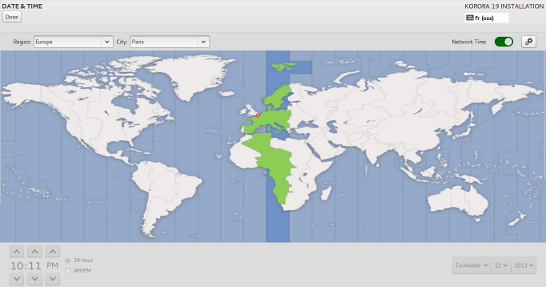 DATE & TIME
KORORA 19 INSTALLATION
Done
fr (oss)
Region: Europe City: Paris Network Time
10:11 PM
24-hour
AM/PM
22 2013